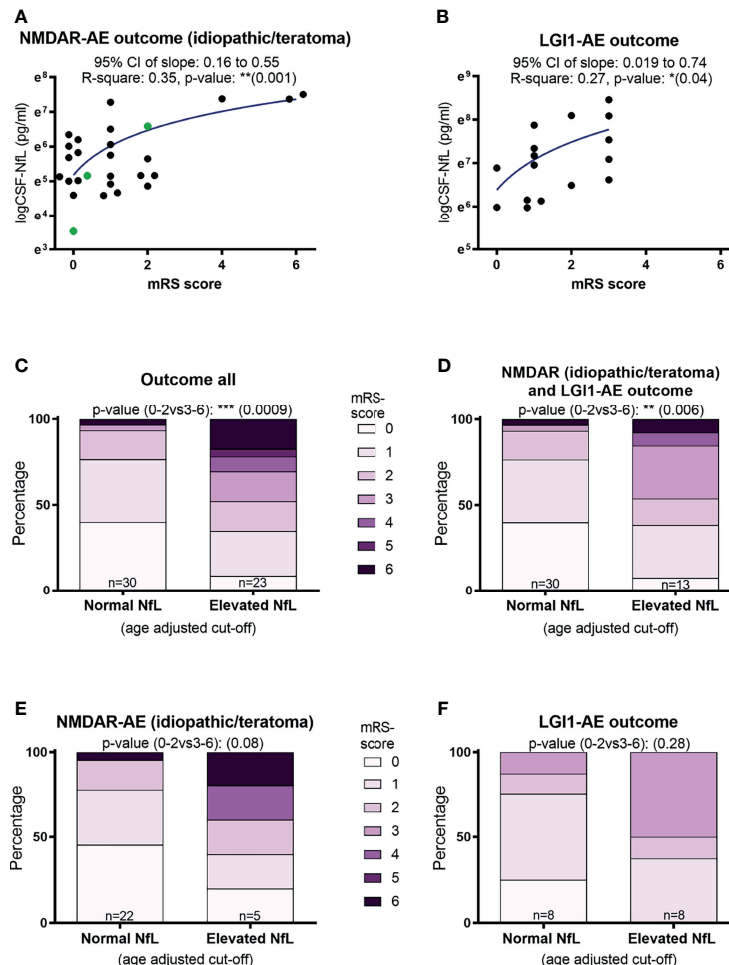 A
NMDAR-AE outcome (idiopathic/teratoma)
95% CI of slope: 0.16 to 0.55
R-square: 0.35, p-value: **(0.001)
logCSF-NfL (pg/ml)
e⁸
e⁷
e⁶
e⁵
e⁴
e³
0
2
4
6
mRS score
B
LGI1-AE outcome
95% CI of slope: 0.019 to 0.74
R-square: 0.27, p-value: *(0.04)
logCSF-NfL (pg/ml)
e⁹
e⁸
e⁷
e⁶
e⁵
0
1
2
3
4
mRS score
C
Outcome all
p-value (0-2vs3-6): *** (0.0009)
Percentage
100
50
0
n=30
n=23
Normal NfL
Elevated NfL
(age adjusted cut-off)
mRS-
score
0
1
2
3
4
5
6
D
NMDAR (idiopathic/teratoma)
and LGI1-AE outcome
p-value (0-2vs3-6): ** (0.006)
Percentage
100
50
0
n=30
n=13
Normal NfL
Elevated NfL
(age adjusted cut-off)
E
NMDAR-AE (idiopathic/teratoma)
p-value (0-2vs3-6): (0.08)
Percentage
100
50
0
n=22
n=5
Normal NfL
Elevated NfL
(age adjusted cut-off)
mRS-
score
0
1
2
3
4
5
6
F
LGI1-AE outcome
p-value (0-2vs3-6): (0.28)
Percentage
100
50
0
n=8
n=8
Normal NfL
Elevated NfL
(age adjusted cut-off)